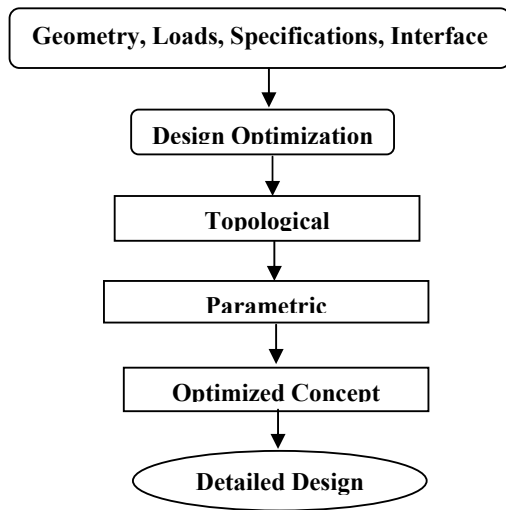 Geometry, Loads, Specifications, Interface
Design Optimization
Topological
Parametric
Optimized Concept
Detailed Design